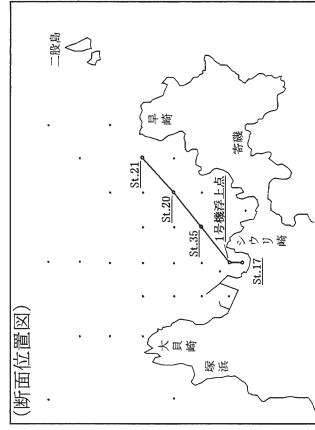 (断面位置図)
二股島
早崎
寄磯
St.21
St.20
St.35
1号機浮上点
シウリ崎
St.17
大貝崎
塚浜